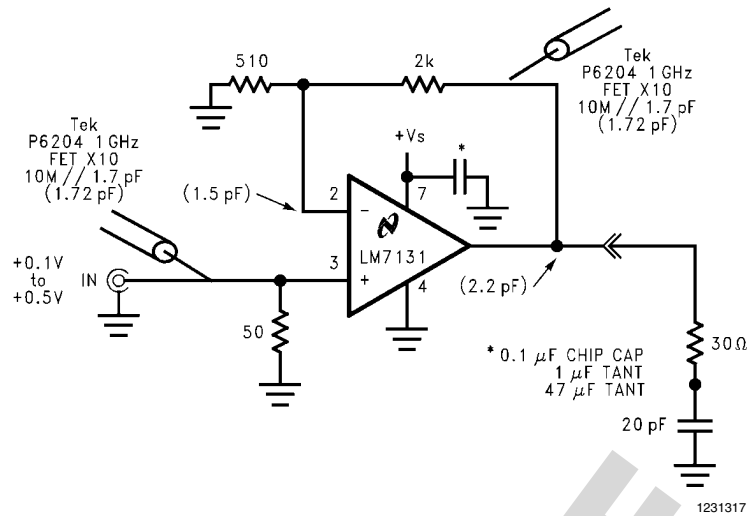 510
2k
Tek
P6204 1 GHz
FET X10
10M // 1.7 pF
(1.72 pF)
Tek
P6204 1 GHz
FET X10
10M // 1.7 pF
(1.72 pF)
+Vs
*
7
(1.5 pF)
2
-
LM7131
3
+
4
+0.1V
to
+0.5V
IN
50
(2.2 pF)
30Ω
* 0.1 µF CHIP CAP
1 µF TANT
47 µF TANT
20 pF
1231317